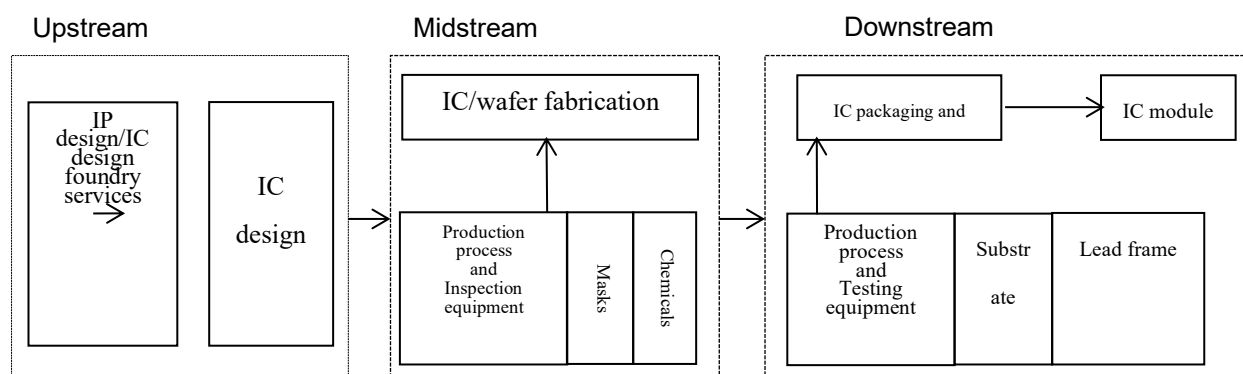 Upstream
Midstream
Downstream
IP
design/IC
design
foundry
services
IC
design
IC/wafer fabrication
Production
process
and
Inspection
equipment
Masks
Chemicals
IC packaging and
IC module
Production
process
and
Testing
equipment
Substr
ate
Lead frame